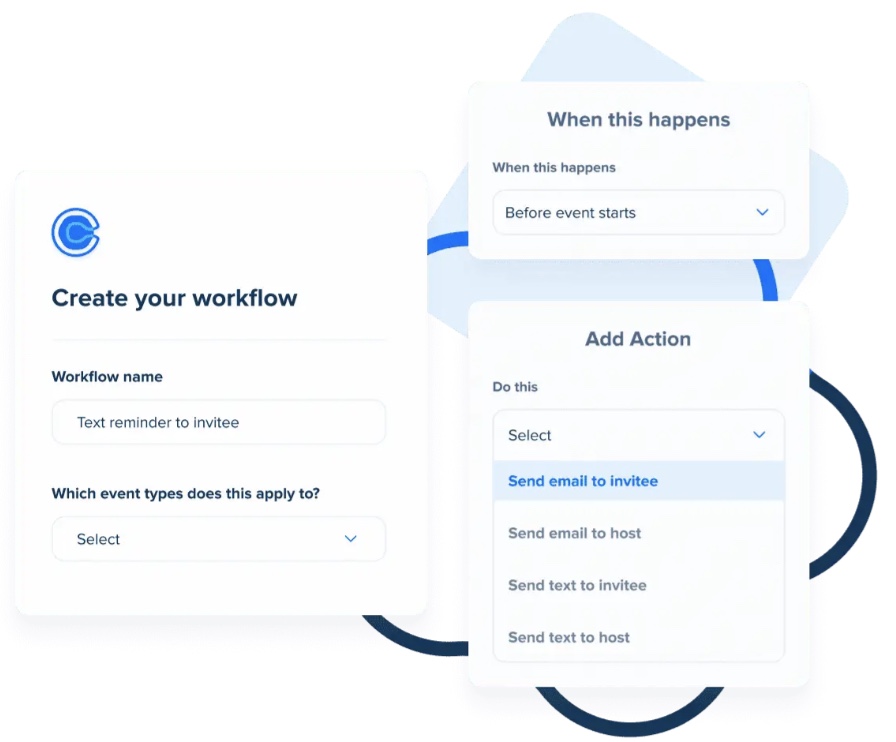 Create your workflow
Workflow name
Text reminder to invitee
Which event types does this apply to?
Select
When this happens
When this happens
Before event starts
Add Action
Do this
Select
Send email to invitee
Send email to host
Send text to invitee
Send text to host